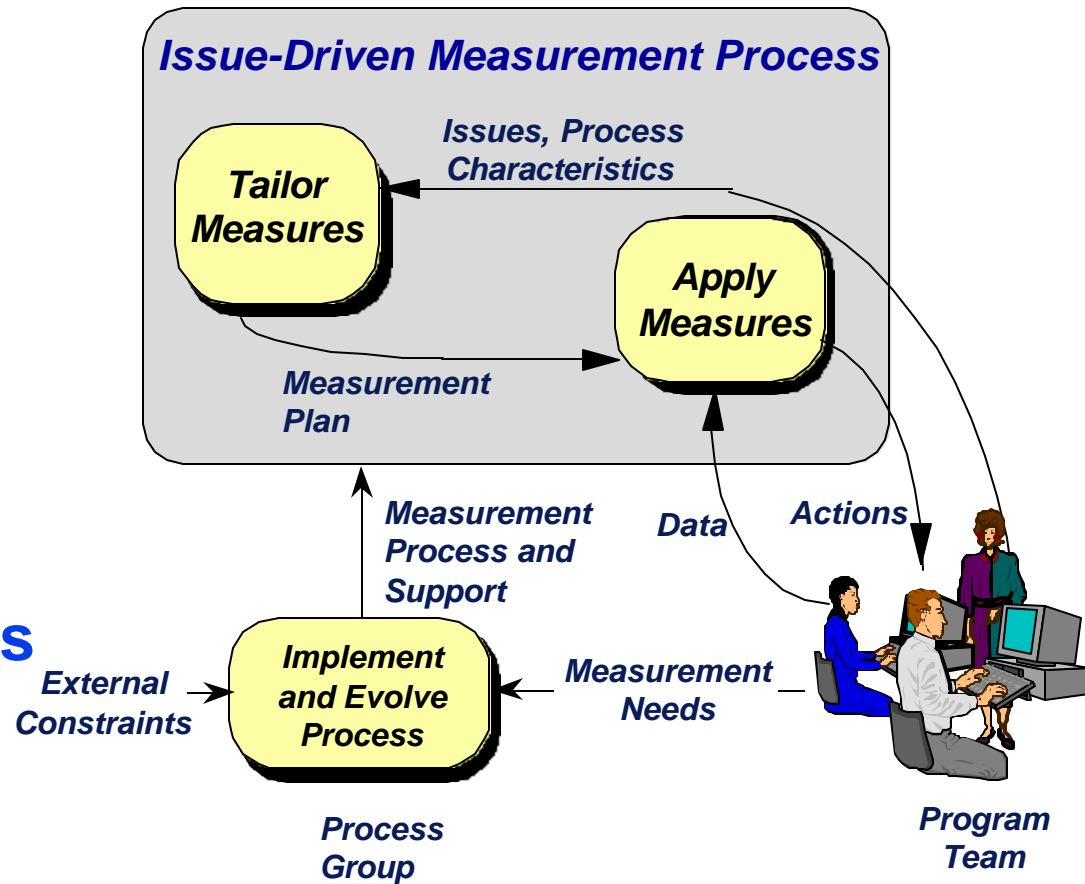 Issue-Driven Measurement Process
Issues, Process
Characteristics
Tailor
Measures
Apply
Measures
Measurement
Plan
Measurement
Process and
Support
Data
Actions
s
External
Constraints
Implement
and Evolve
Process
Measurement
Needs
Process
Group
Program
Team